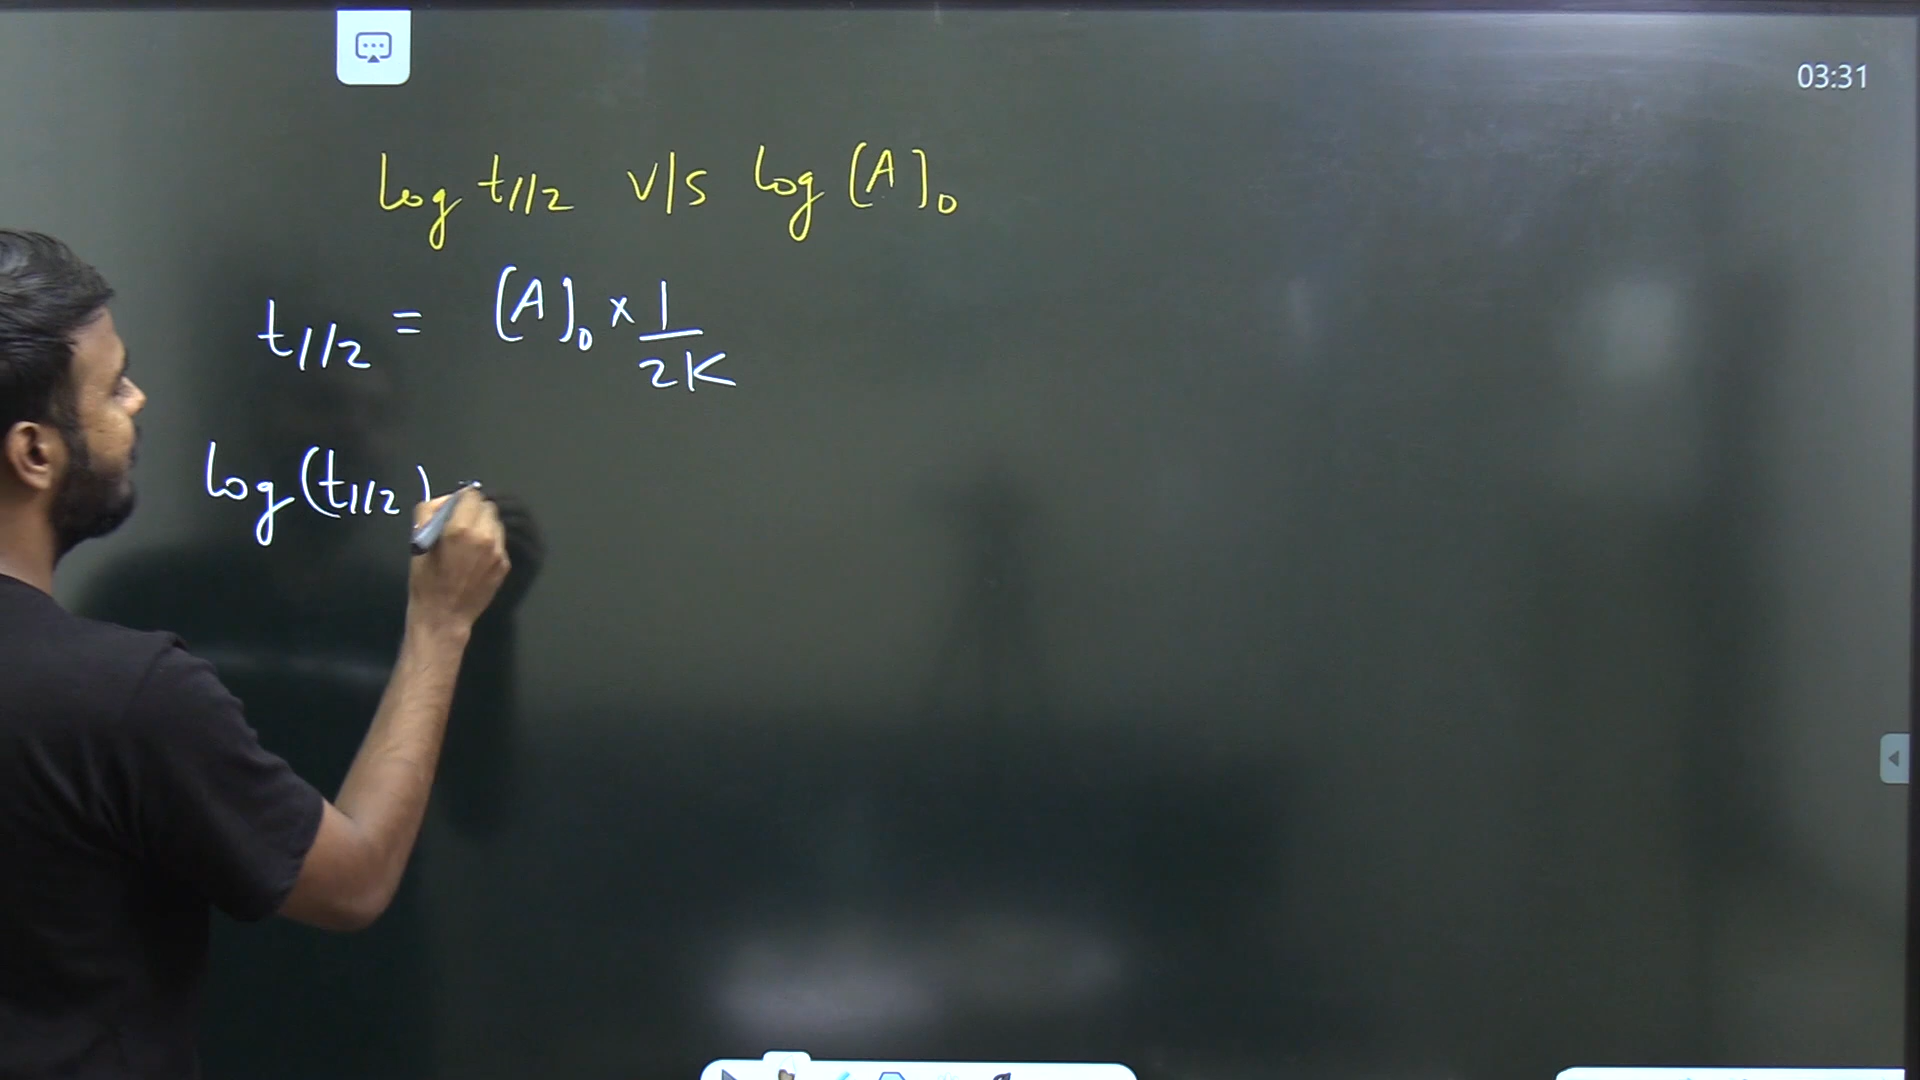 03:31
log t1/2 v/s log [A]0
t1/2 = [A]0 × 1/2K
log(t1/2)